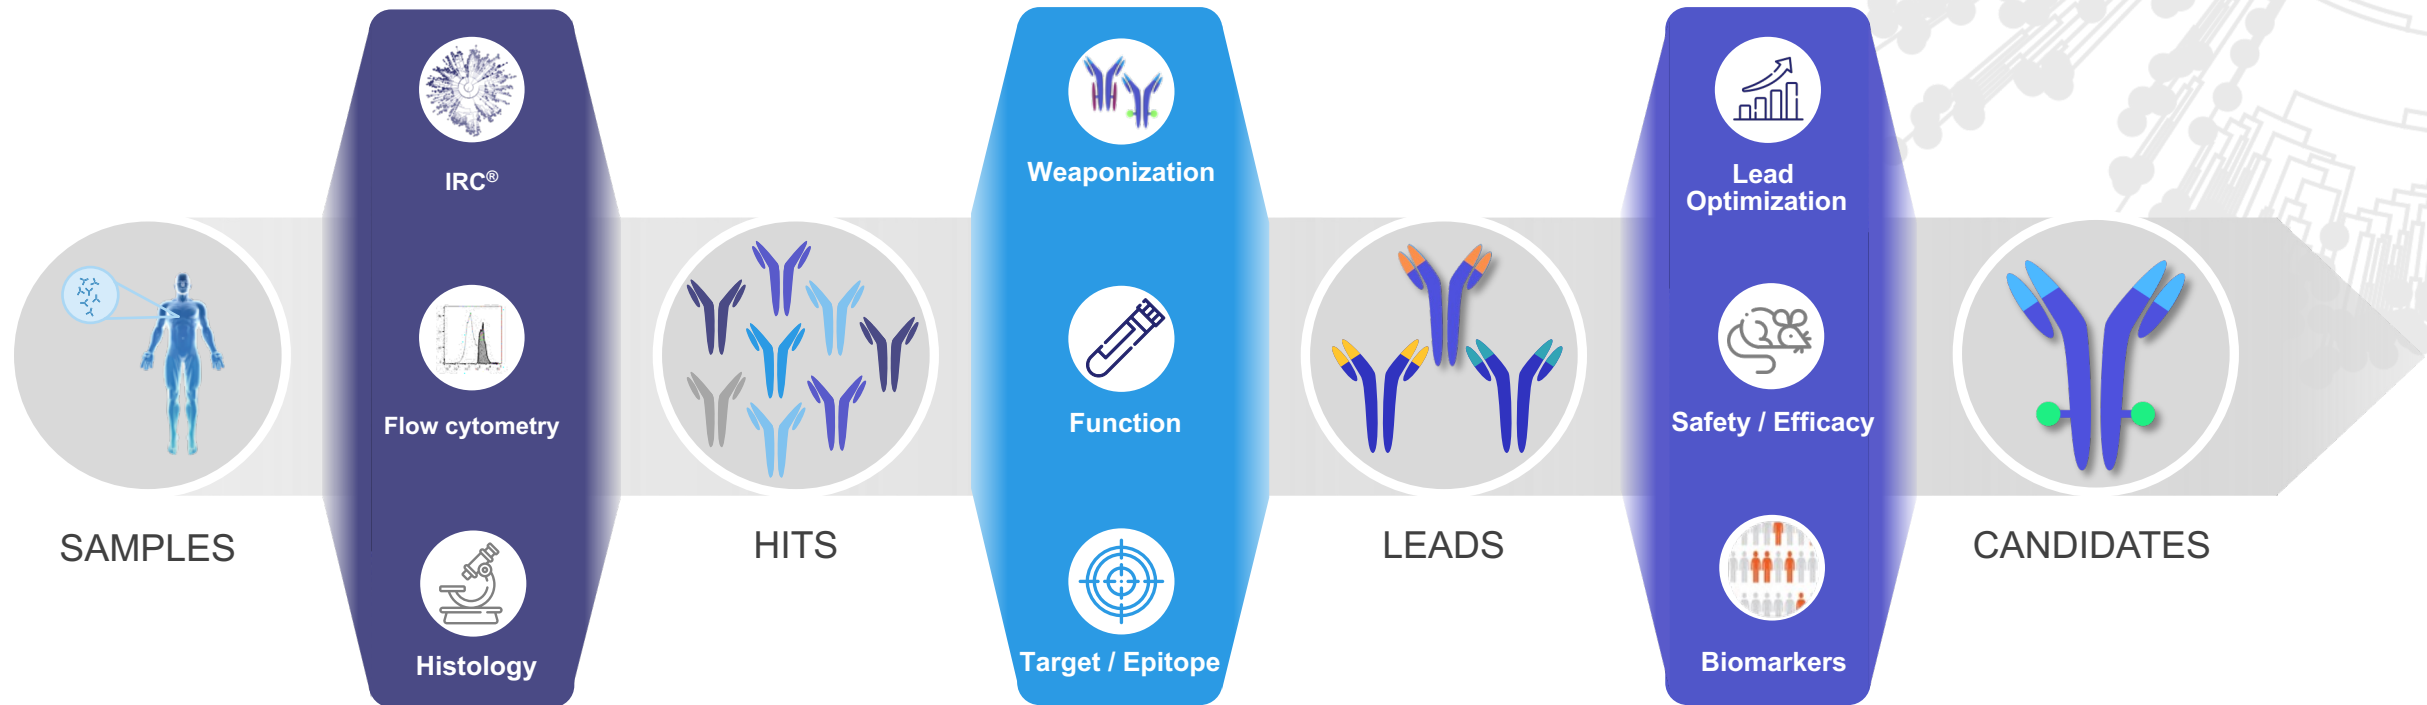 SAMPLES
IRC®
Flow cytometry
Histology
HITS
Weaponization
Function
Target / Epitope
LEADS
Lead
Optimization
Safety / Efficacy
Biomarkers
CANDIDATES